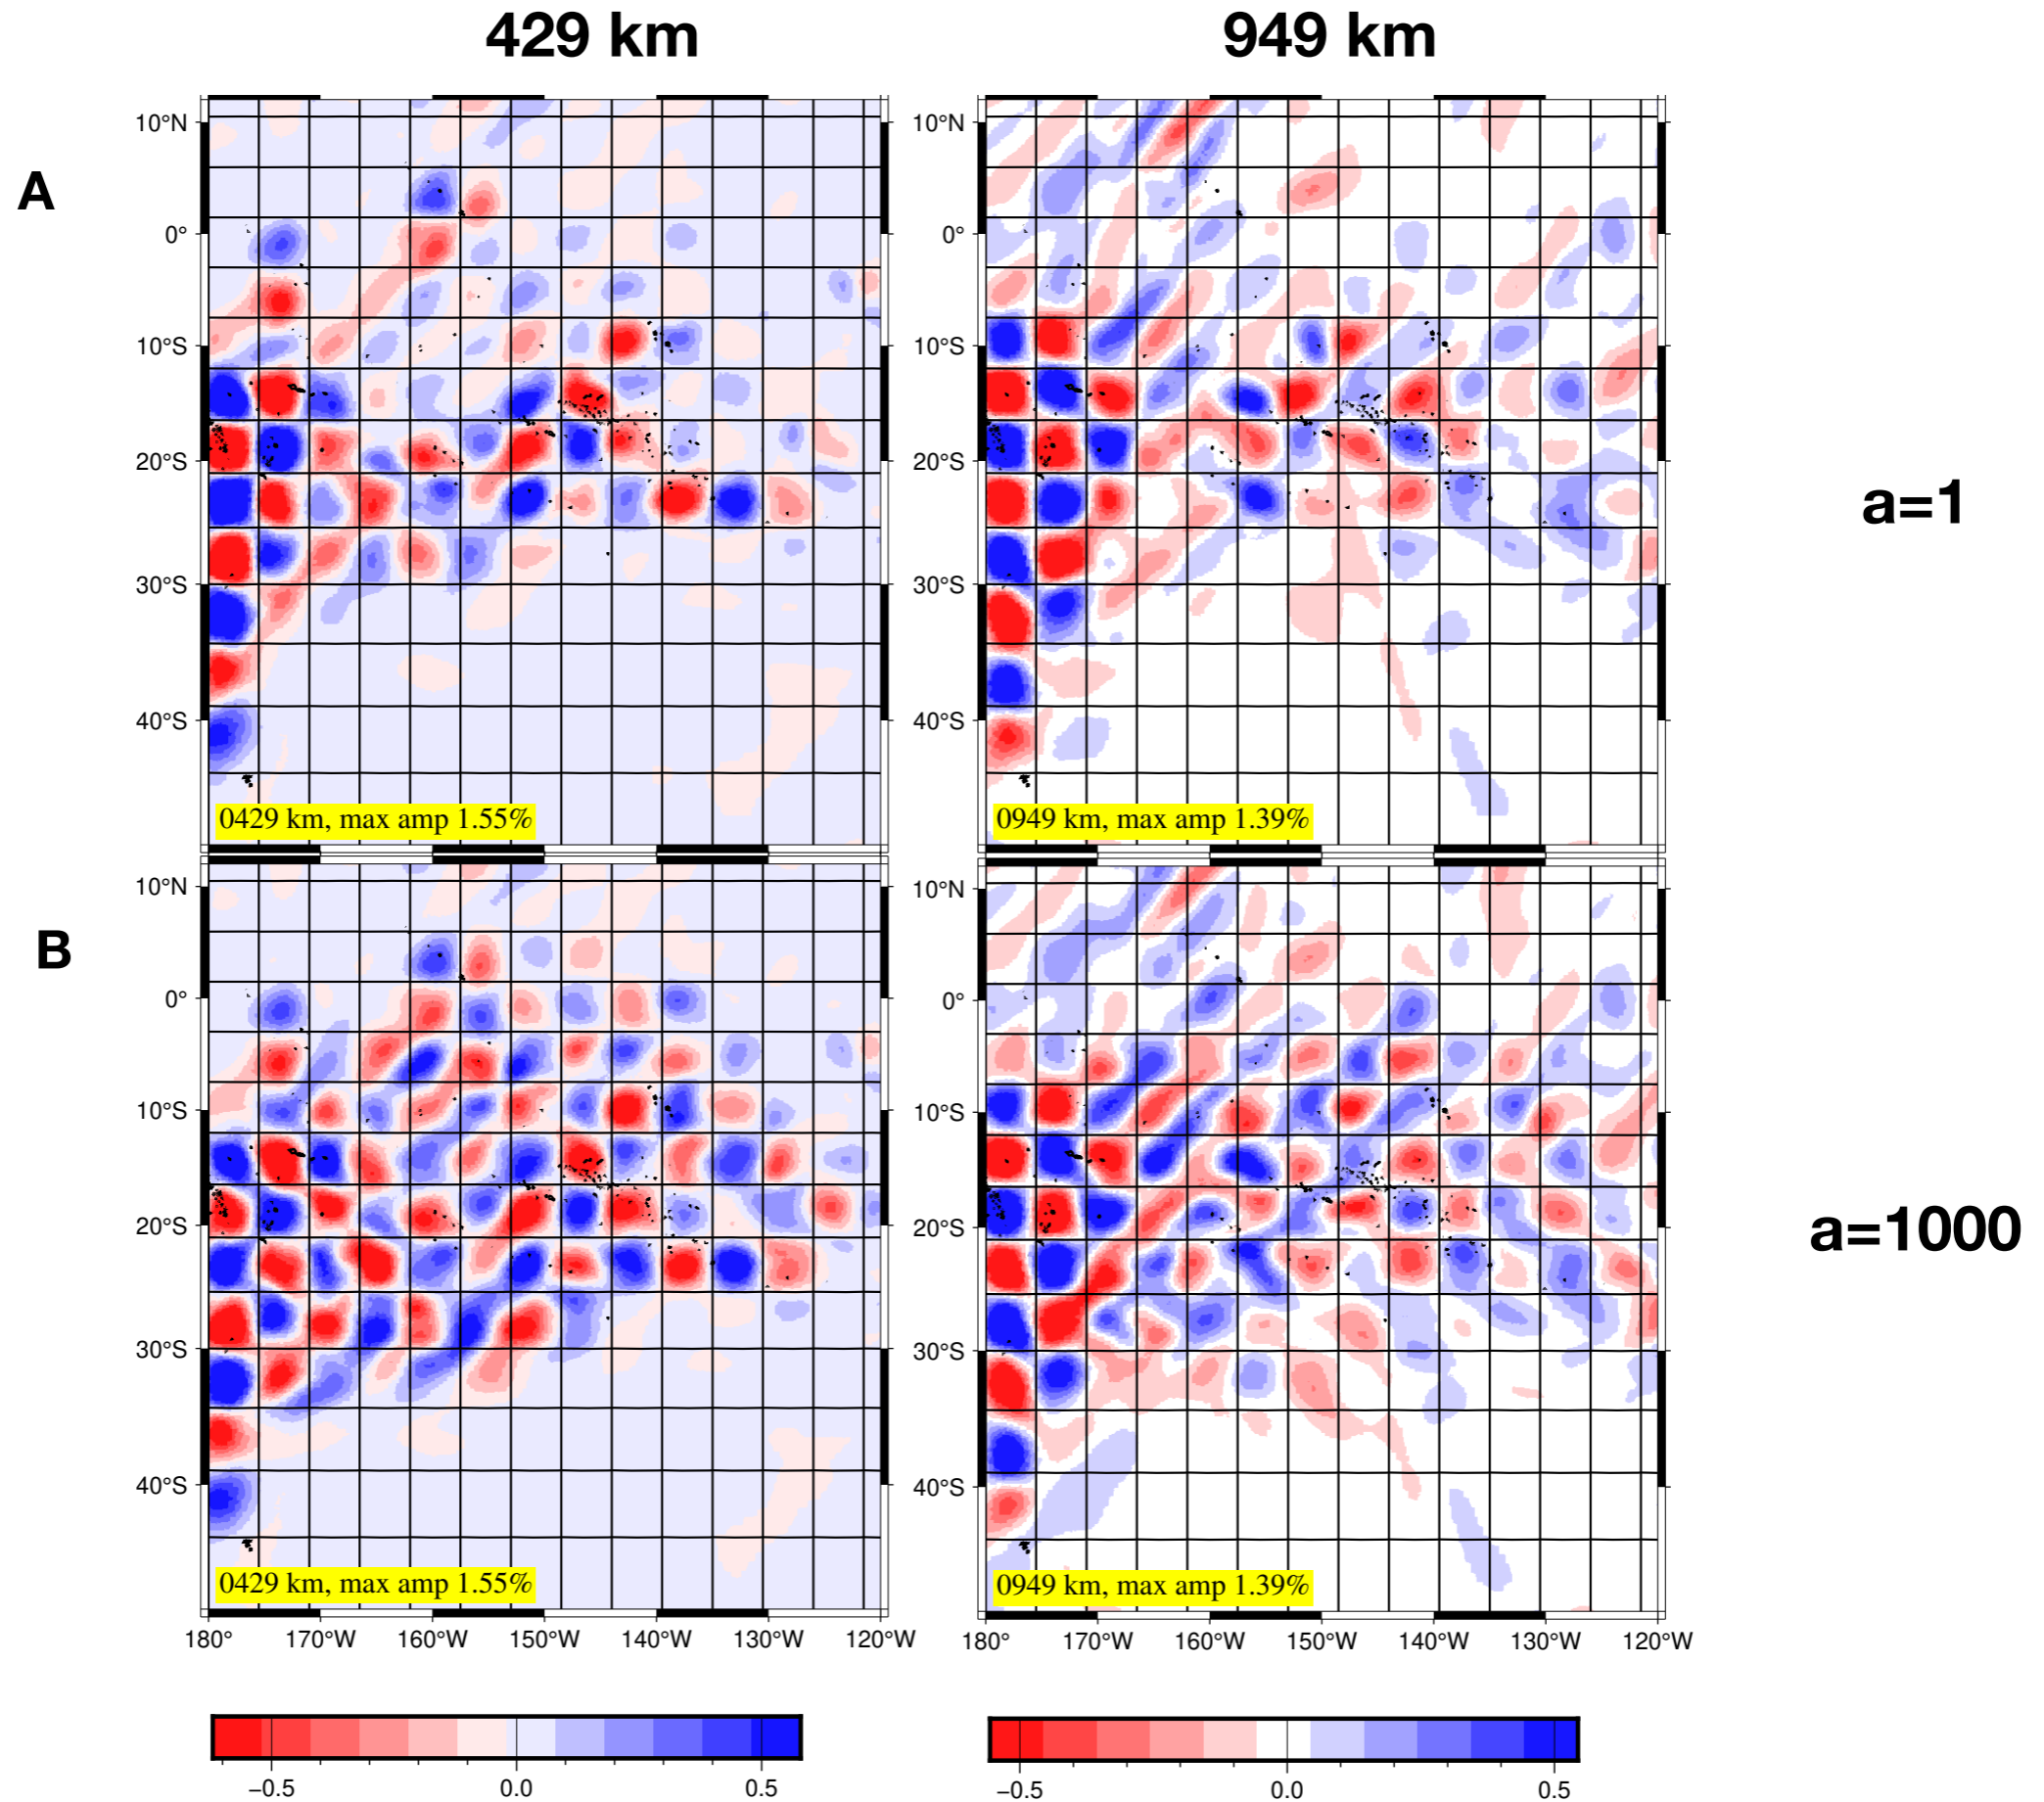 429 km 949 km
A
10°N 10°N
0° 0°
10°S 10°S
20°S 20°S
a=1
30°S 30°S
40°S 40°S
0429 km, max amp 1.55% 0949 km, max amp 1.39%
B
10°N 10°N
0° 0°
10°S 10°S
20°S 20°S
a=1000
30°S 30°S
40°S 40°S
0429 km, max amp 1.55% 0949 km, max amp 1.39%
180° 170°W 160°W 150°W 140°W 130°W 120°W 180° 170°W 160°W 150°W 140°W 130°W 120°W
−0.5 0.0 0.5 −0.5 0.0 0.5